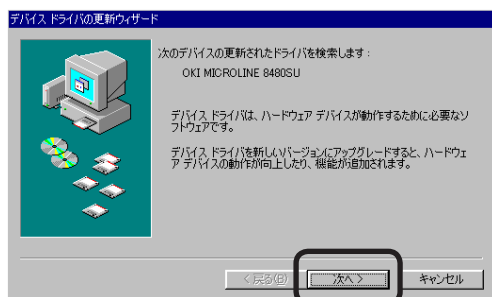 デバイス ドライバの更新ウィザード
次のデバイスの更新されたドライバを検索します :
OKI MICROLINE 8480SU
デバイス ドライバは、ハードウェア デバイスが動作するために必要なソ
フトウェアです。
デバイス ドライバを新しいバージョンにアップグレードすると、ハードウェ
ア デバイスの動作が向上したり、機能が追加されます。
< 戻る(B) 次へ > キャンセル